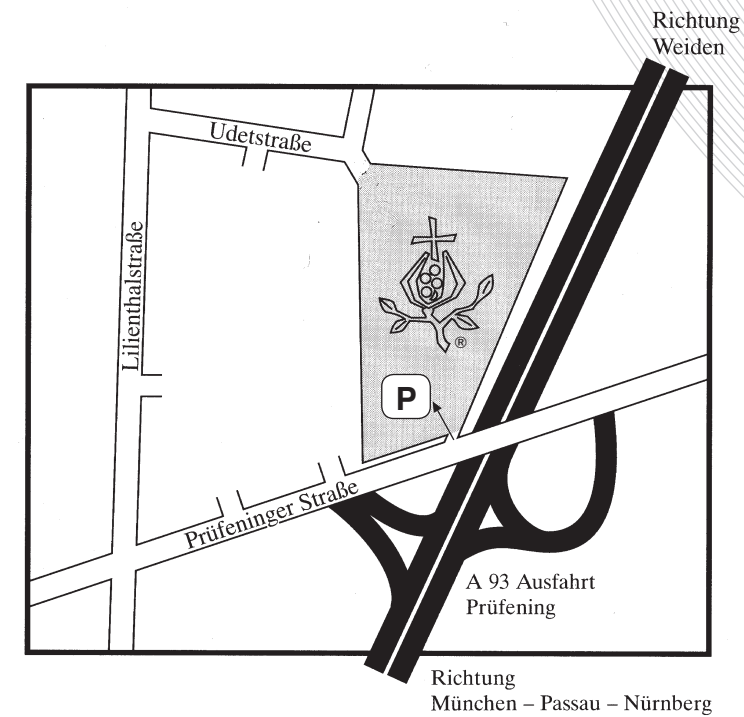 Richtung
Weiden
Udetstraße
Lilienthalstraße
®
P
Prüfeninger Straße
A 93 Ausfahrt
Prüfening
Richtung
München – Passau – Nürnberg